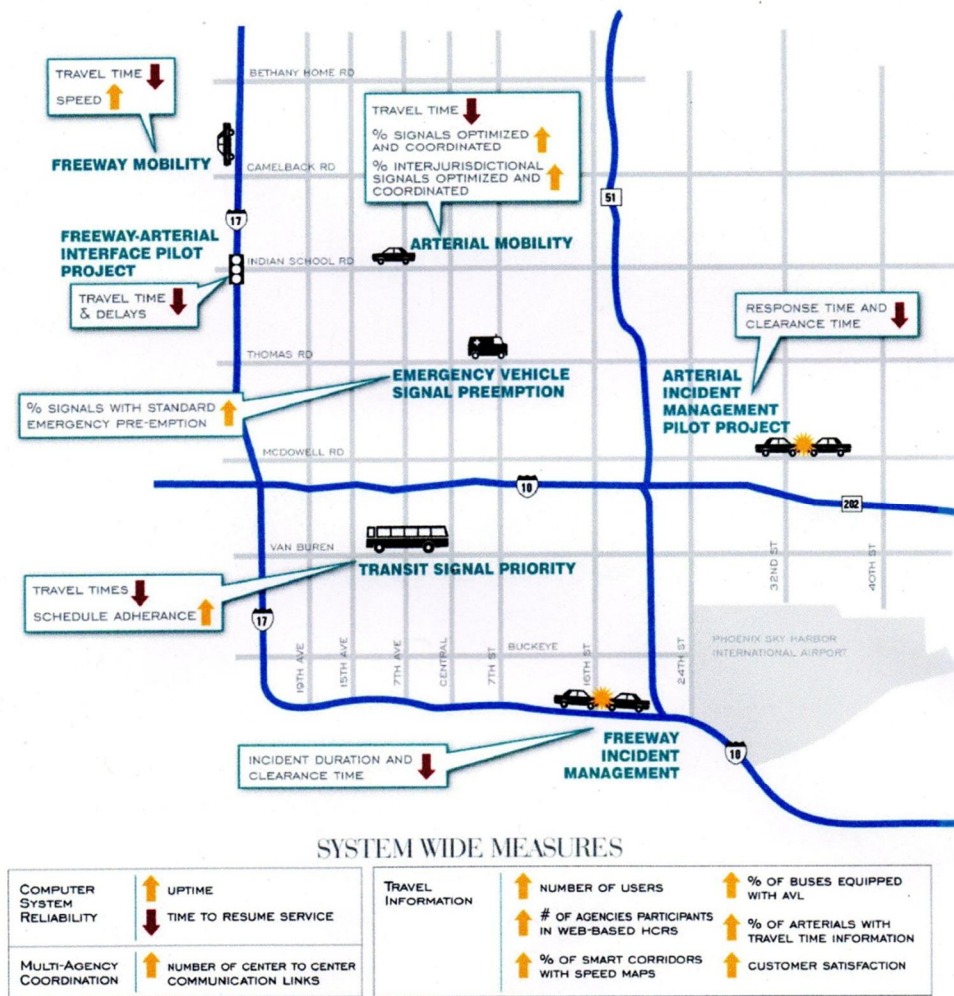 BETHANY HOME RD
TRAVEL TIME
SPEED
FREEWAY MOBILITY
TRAVEL TIME
% SIGNALS OPTIMIZED
AND COORDINATED
% INTERJURISDICTIONAL
SIGNALS OPTIMIZED AND
COORDINATED
CAMELBACK RD
51
17
FREEWAY-ARTERIAL
INTERFACE PILOT
PROJECT
ARTERIAL MOBILITY
INDIAN SCHOOL RD
TRAVEL TIME
& DELAYS
RESPONSE TIME AND
CLEARANCE TIME
THOMAS RD
EMERGENCY VEHICLE
SIGNAL PREEMPTION
ARTERIAL
INCIDENT
MANAGEMENT
PILOT PROJECT
% SIGNALS WITH STANDARD
EMERGENCY PRE-EMPTION
MCDOWELL RD
10
202
VAN BUREN
TRANSIT SIGNAL PRIORITY
32ND ST
40TH ST
TRAVEL TIMES
SCHEDULE ADHERANCE
17
19TH AVE
15TH AVE
7TH AVE
CENTRAL
7TH ST
BUCKEYE
16TH ST
24TH ST
PHOENIX SKY HARBOR
INTERNATIONAL AIRPORT
FREEWAY
INCIDENT
MANAGEMENT
10
INCIDENT DURATION AND
CLEARANCE TIME
SYSTEM WIDE MEASURES
COMPUTER
SYSTEM
RELIABILITY
UPTIME
TIME TO RESUME SERVICE
MULTI-AGENCY
COORDINATION
NUMBER OF CENTER TO CENTER
COMMUNICATION LINKS
TRAVEL
INFORMATION
NUMBER OF USERS
# OF AGENCIES PARTICIPANTS
IN WEB-BASED HCRS
% OF SMART CORRIDORS
WITH SPEED MAPS
% OF BUSES EQUIPPED
WITH AVL
% OF ARTERIALS WITH
TRAVEL TIME INFORMATION
CUSTOMER SATISFACTION